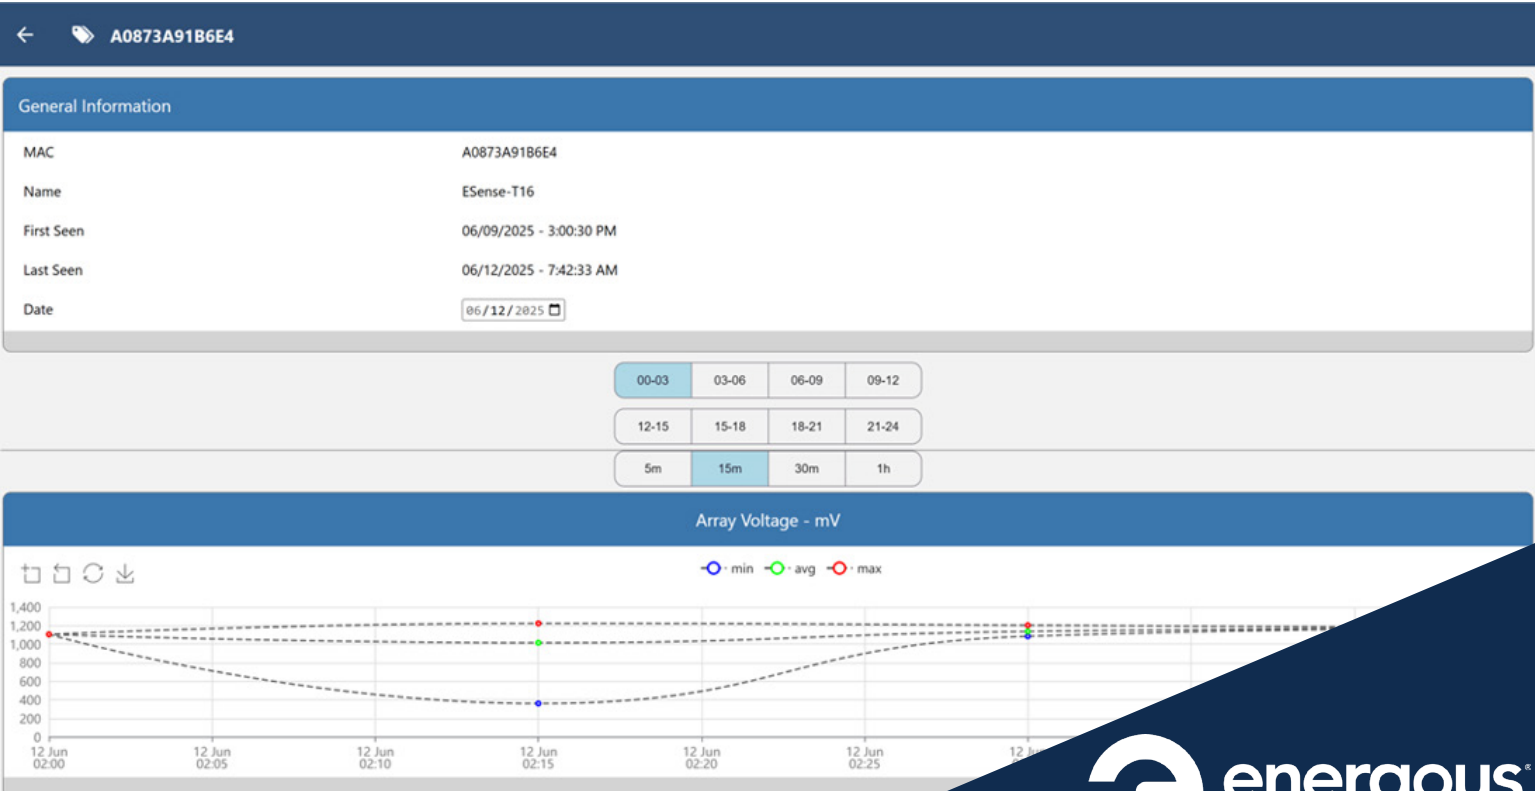 A0873A91B6E4
General Information
MAC A0873A91B6E4
Name ESense-T16
First Seen 06/09/2025 - 3:00:30 PM
Last Seen 06/12/2025 - 7:42:33 AM
Date 06/12/2025
00-03 03-06 06-09 09-12
12-15 15-18 18-21 21-24
5m 15m 30m 1h
Array Voltage - mV
min avg max
1,400
1,200
1,000
800
600
400
200
0
12 Jun 12 Jun 12 Jun 12 Jun 12 Jun 12 Jun 12
02:00 02:05 02:10 02:15 02:20 02:25
energous®